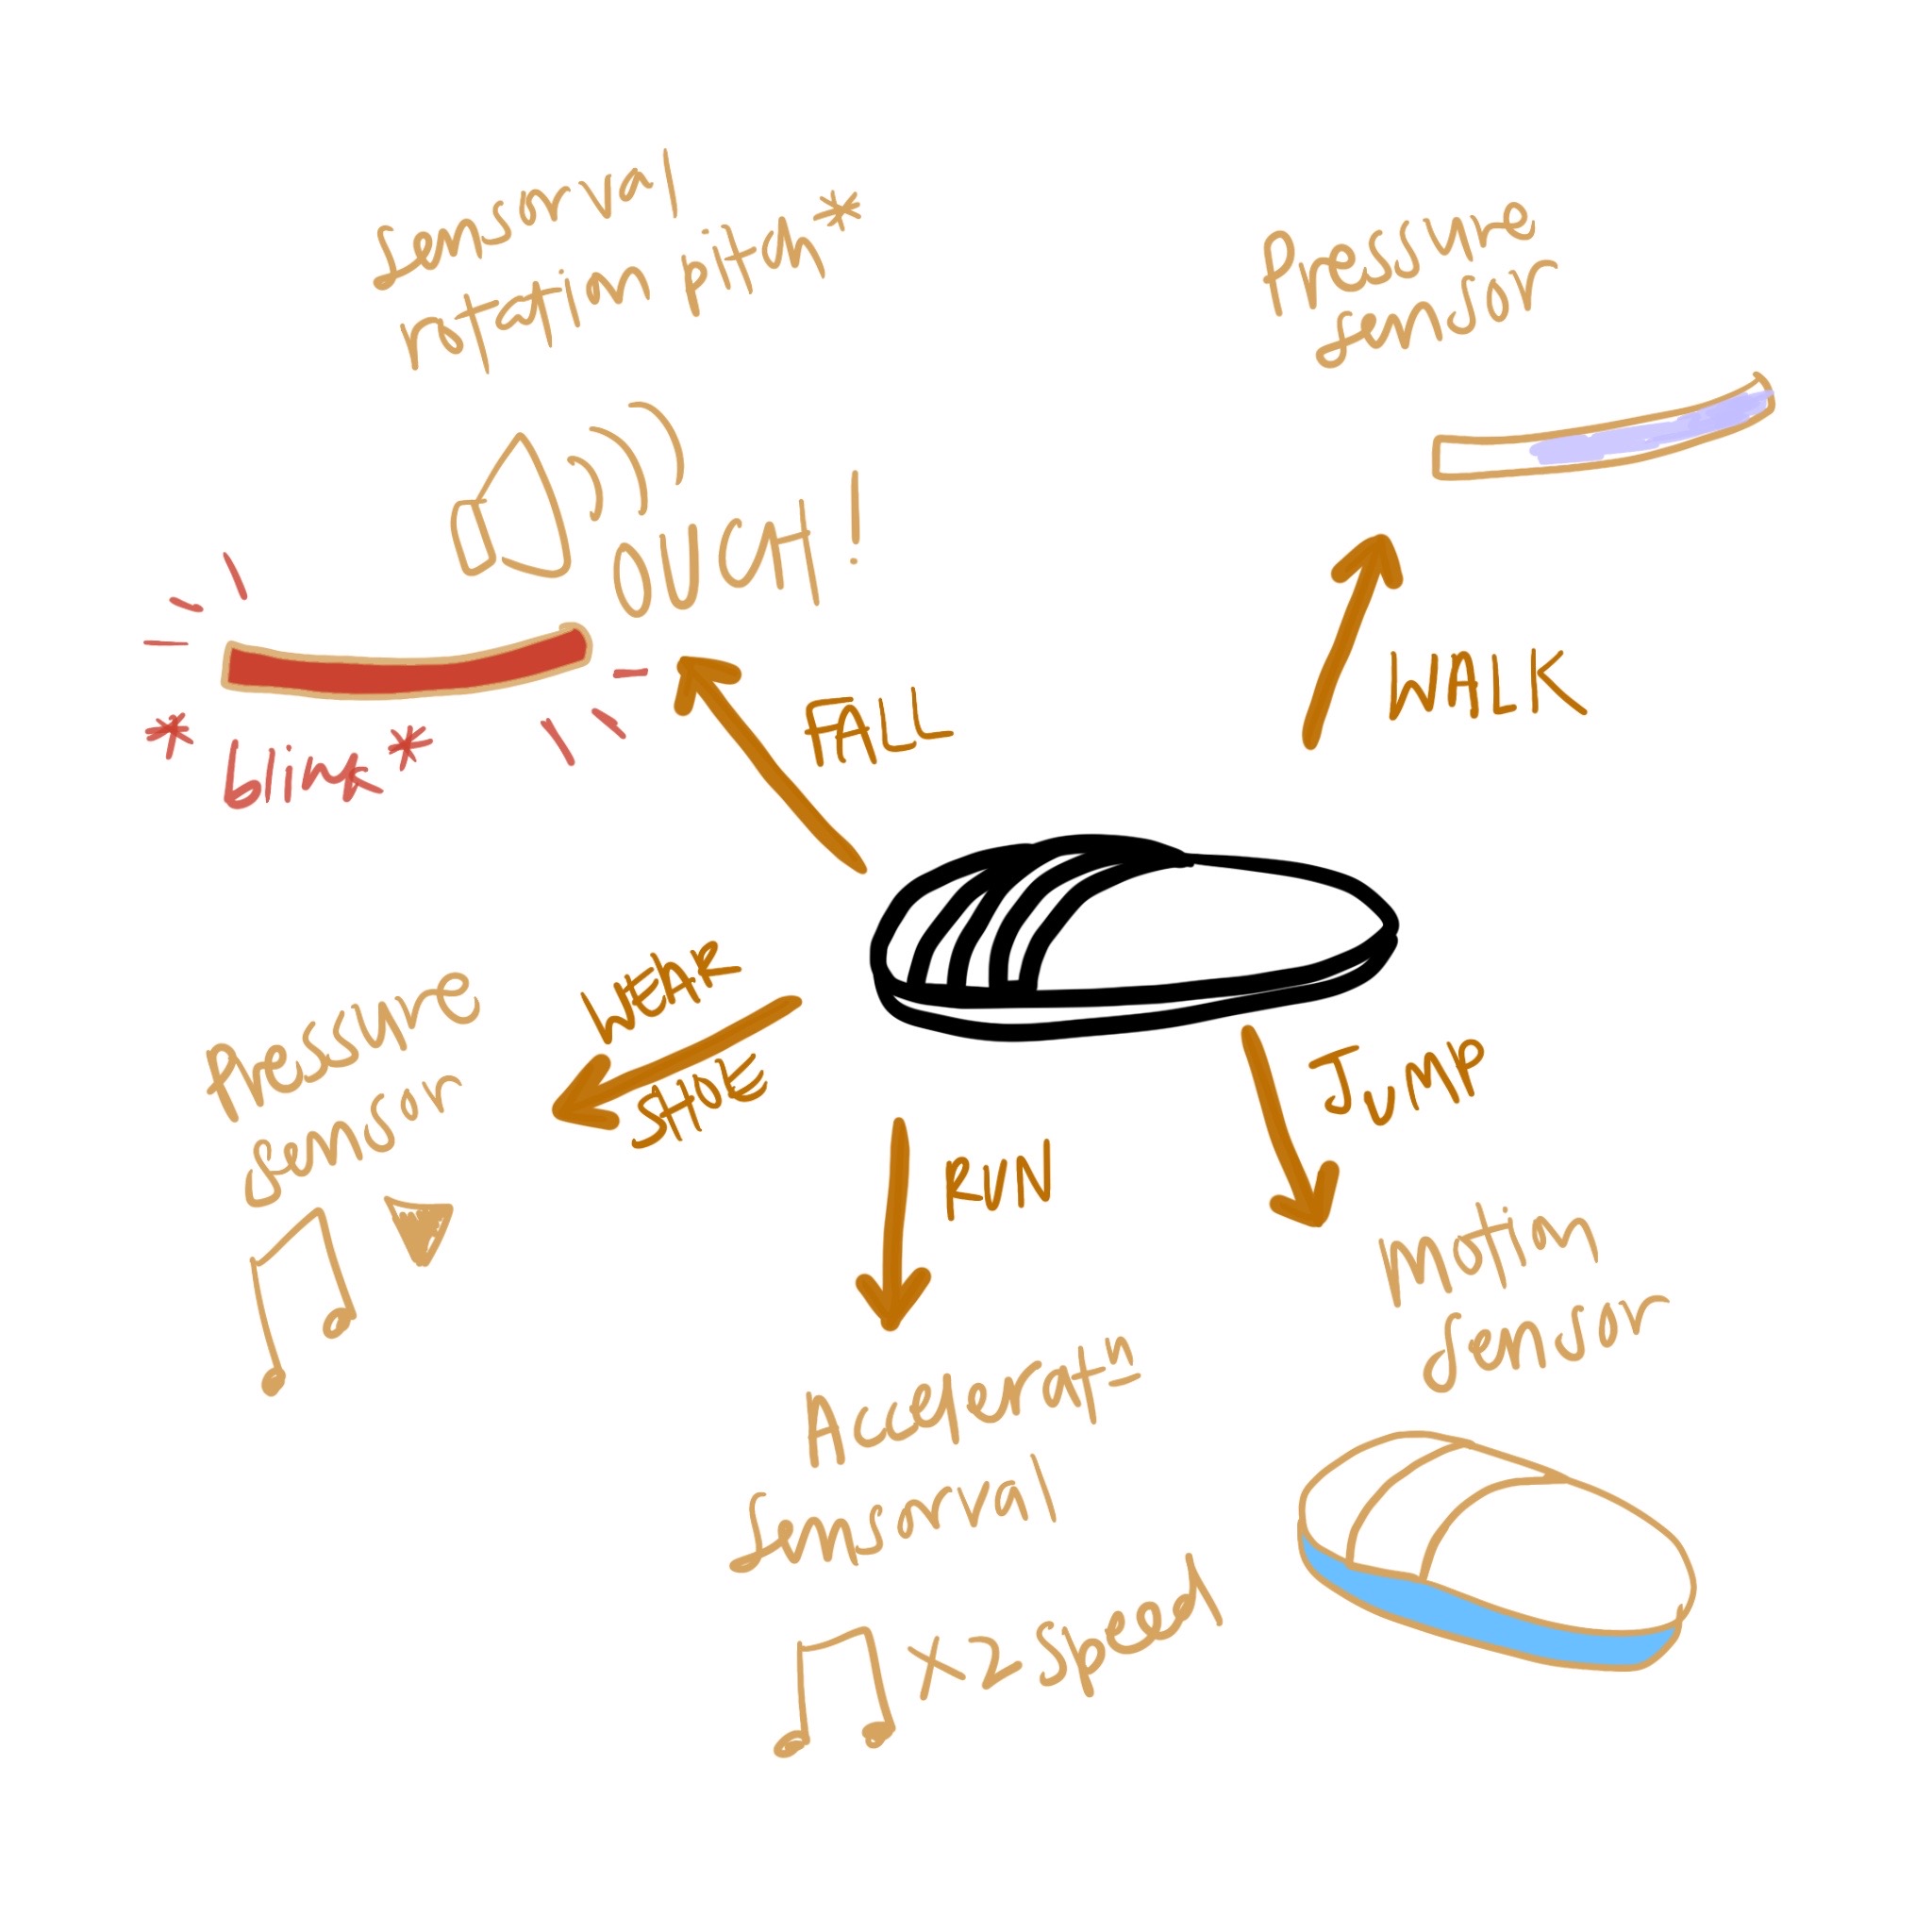 sensorval
rotation pitch*
OUCH!
*blink*
FALL
Pressure
sensor
WALK
WEAR
SHOE
Pressure
sensor
RUN
Accelerat≌
sensorval
x2 speed
JUMP
Motion
sensor